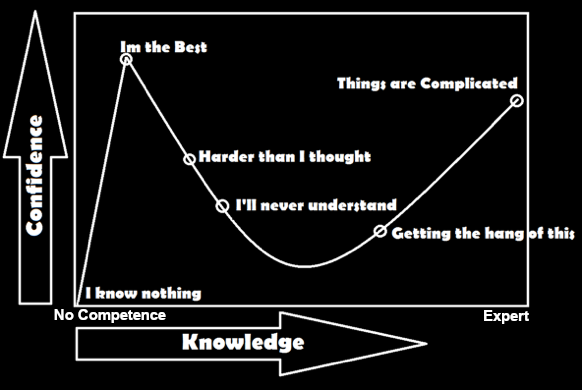 Im the Best
Things are Complicated
Harder than I thought
I'll never understand
Getting the hang of this
I know nothing
Confidence
No Competence
Expert
Knowledge